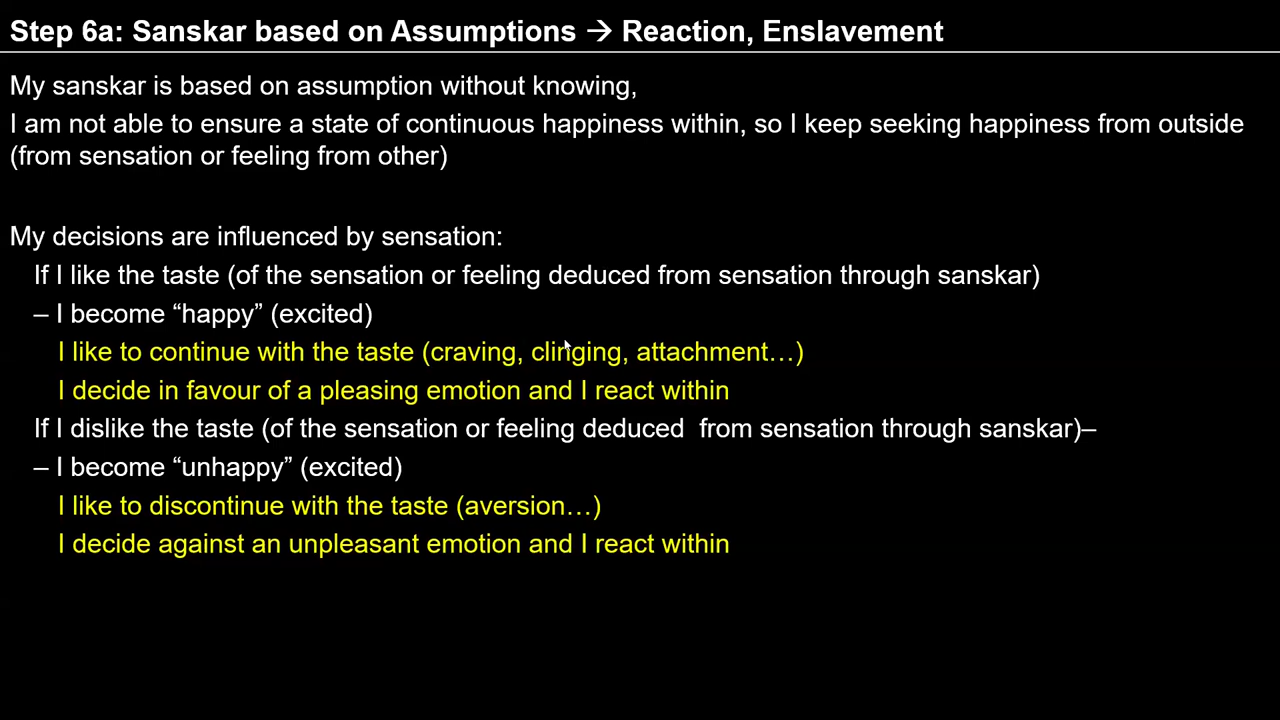 Step 6a: Sanskar based on Assumptions → Reaction, Enslavement
My sanskar is based on assumption without knowing,
I am not able to ensure a state of continuous happiness within, so I keep seeking happiness from outside
(from sensation or feeling from other)
My decisions are influenced by sensation:
If I like the taste (of the sensation or feeling deduced from sensation through sanskar)
– I become “happy” (excited)
I like to continue with the taste (craving, clinging, attachment…)
I decide in favour of a pleasing emotion and I react within
If I dislike the taste (of the sensation or feeling deduced  from sensation through sanskar)–
– I become “unhappy” (excited)
I like to discontinue with the taste (aversion…)
I decide against an unpleasant emotion and I react within